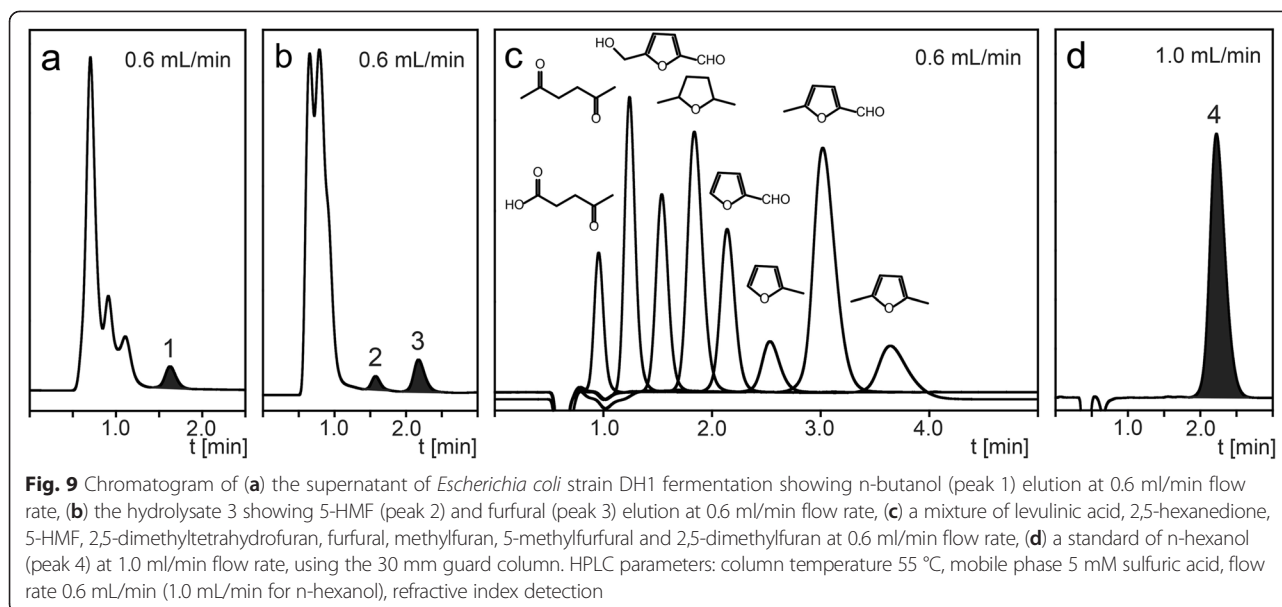 a 0.6 mL/min
1
1.0 2.0
t [min]
b 0.6 mL/min
2 3
1.0 2.0
t [min]
c 0.6 mL/min
HO O CHO
O O
O
O CHO
O HO O
O CHO
O
O
1.0 2.0 3.0 4.0
t [min]
d 1.0 mL/min
4
1.0 2.0
t [min]
Fig. 9 Chromatogram of (a) the supernatant of Escherichia coli strain DH1 fermentation showing n-butanol (peak 1) elution at 0.6 ml/min flow
rate, (b) the hydrolysate 3 showing 5-HMF (peak 2) and furfural (peak 3) elution at 0.6 ml/min flow rate, (c) a mixture of levulinic acid, 2,5-hexanedione,
5-HMF, 2,5-dimethyltetrahydrofuran, furfural, methylfuran, 5-methylfurfural and 2,5-dimethylfuran at 0.6 ml/min flow rate, (d) a standard of n-hexanol
(peak 4) at 1.0 ml/min flow rate, using the 30 mm guard column. HPLC parameters: column temperature 55 °C, mobile phase 5 mM sulfuric acid, flow
rate 0.6 mL/min (1.0 mL/min for n-hexanol), refractive index detection